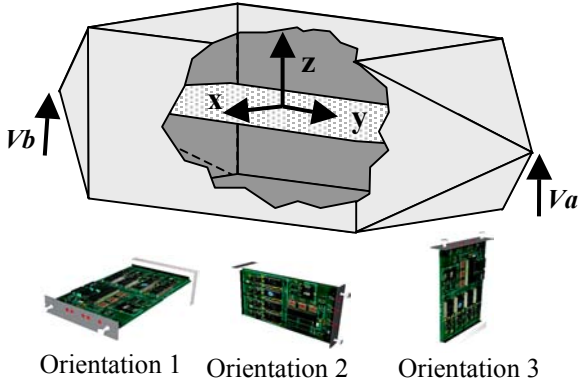 z
x
y
Vb
Va
Orientation 1 Orientation 2 Orientation 3